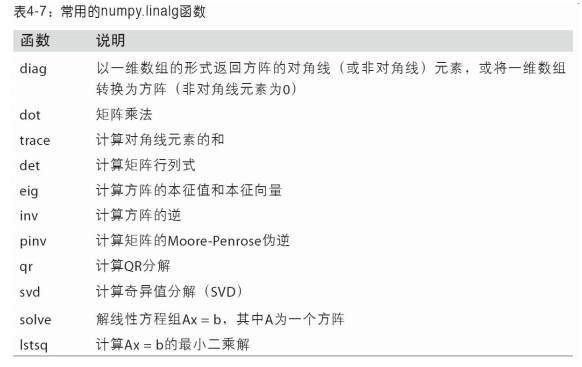 表4-7：常用的numpy.linalg函数
函数 说明
diag 以一维数组的形式返回方阵的对角线（或非对角线）元素，或将一维数组
转换为方阵（非对角线元素为0）
dot 矩阵乘法
trace 计算对角线元素的和
det 计算矩阵行列式
eig 计算方阵的本征值和本征向量
inv 计算方阵的逆
pinv 计算矩阵的Moore-Penrose伪逆
qr 计算QR分解
svd 计算奇异值分解（SVD）
solve 解线性方程组Ax = b，其中A为一个方阵
lstsq 计算Ax = b的最小二乘解